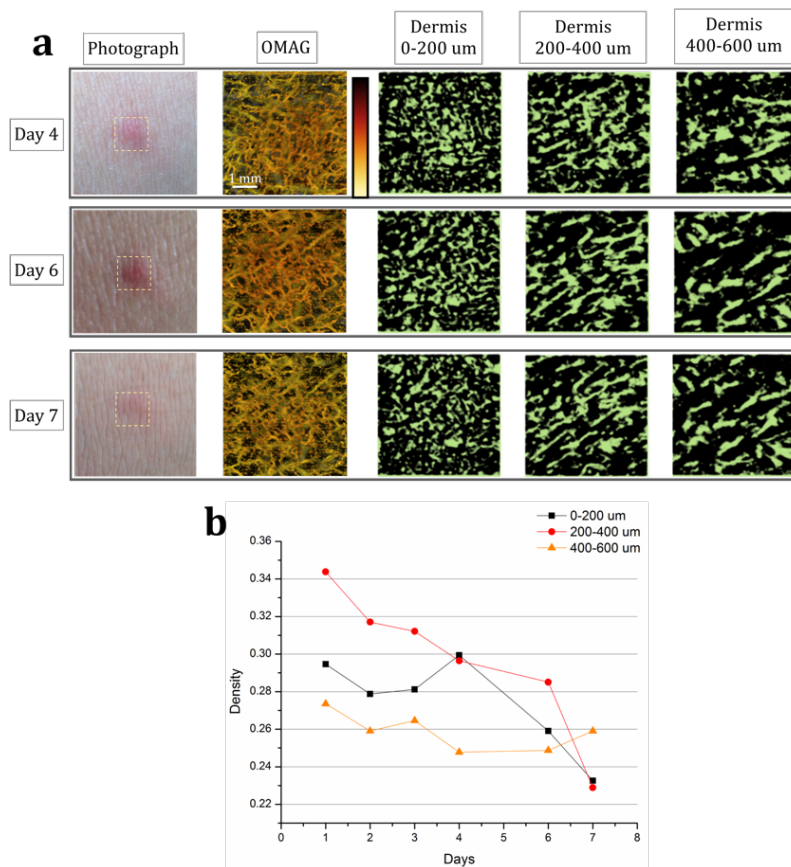 a
Photograph
OMAG
Dermis
0-200 um
Dermis
200-400 um
Dermis
400-600 um
Day 4
1 mm
Day 6
Day 7
b
0-200 um
200-400 um
400-600 um
0.36
0.34
0.32
0.30
0.28
0.26
0.24
0.22
Density
0 1 2 3 4 5 6 7 8
Days